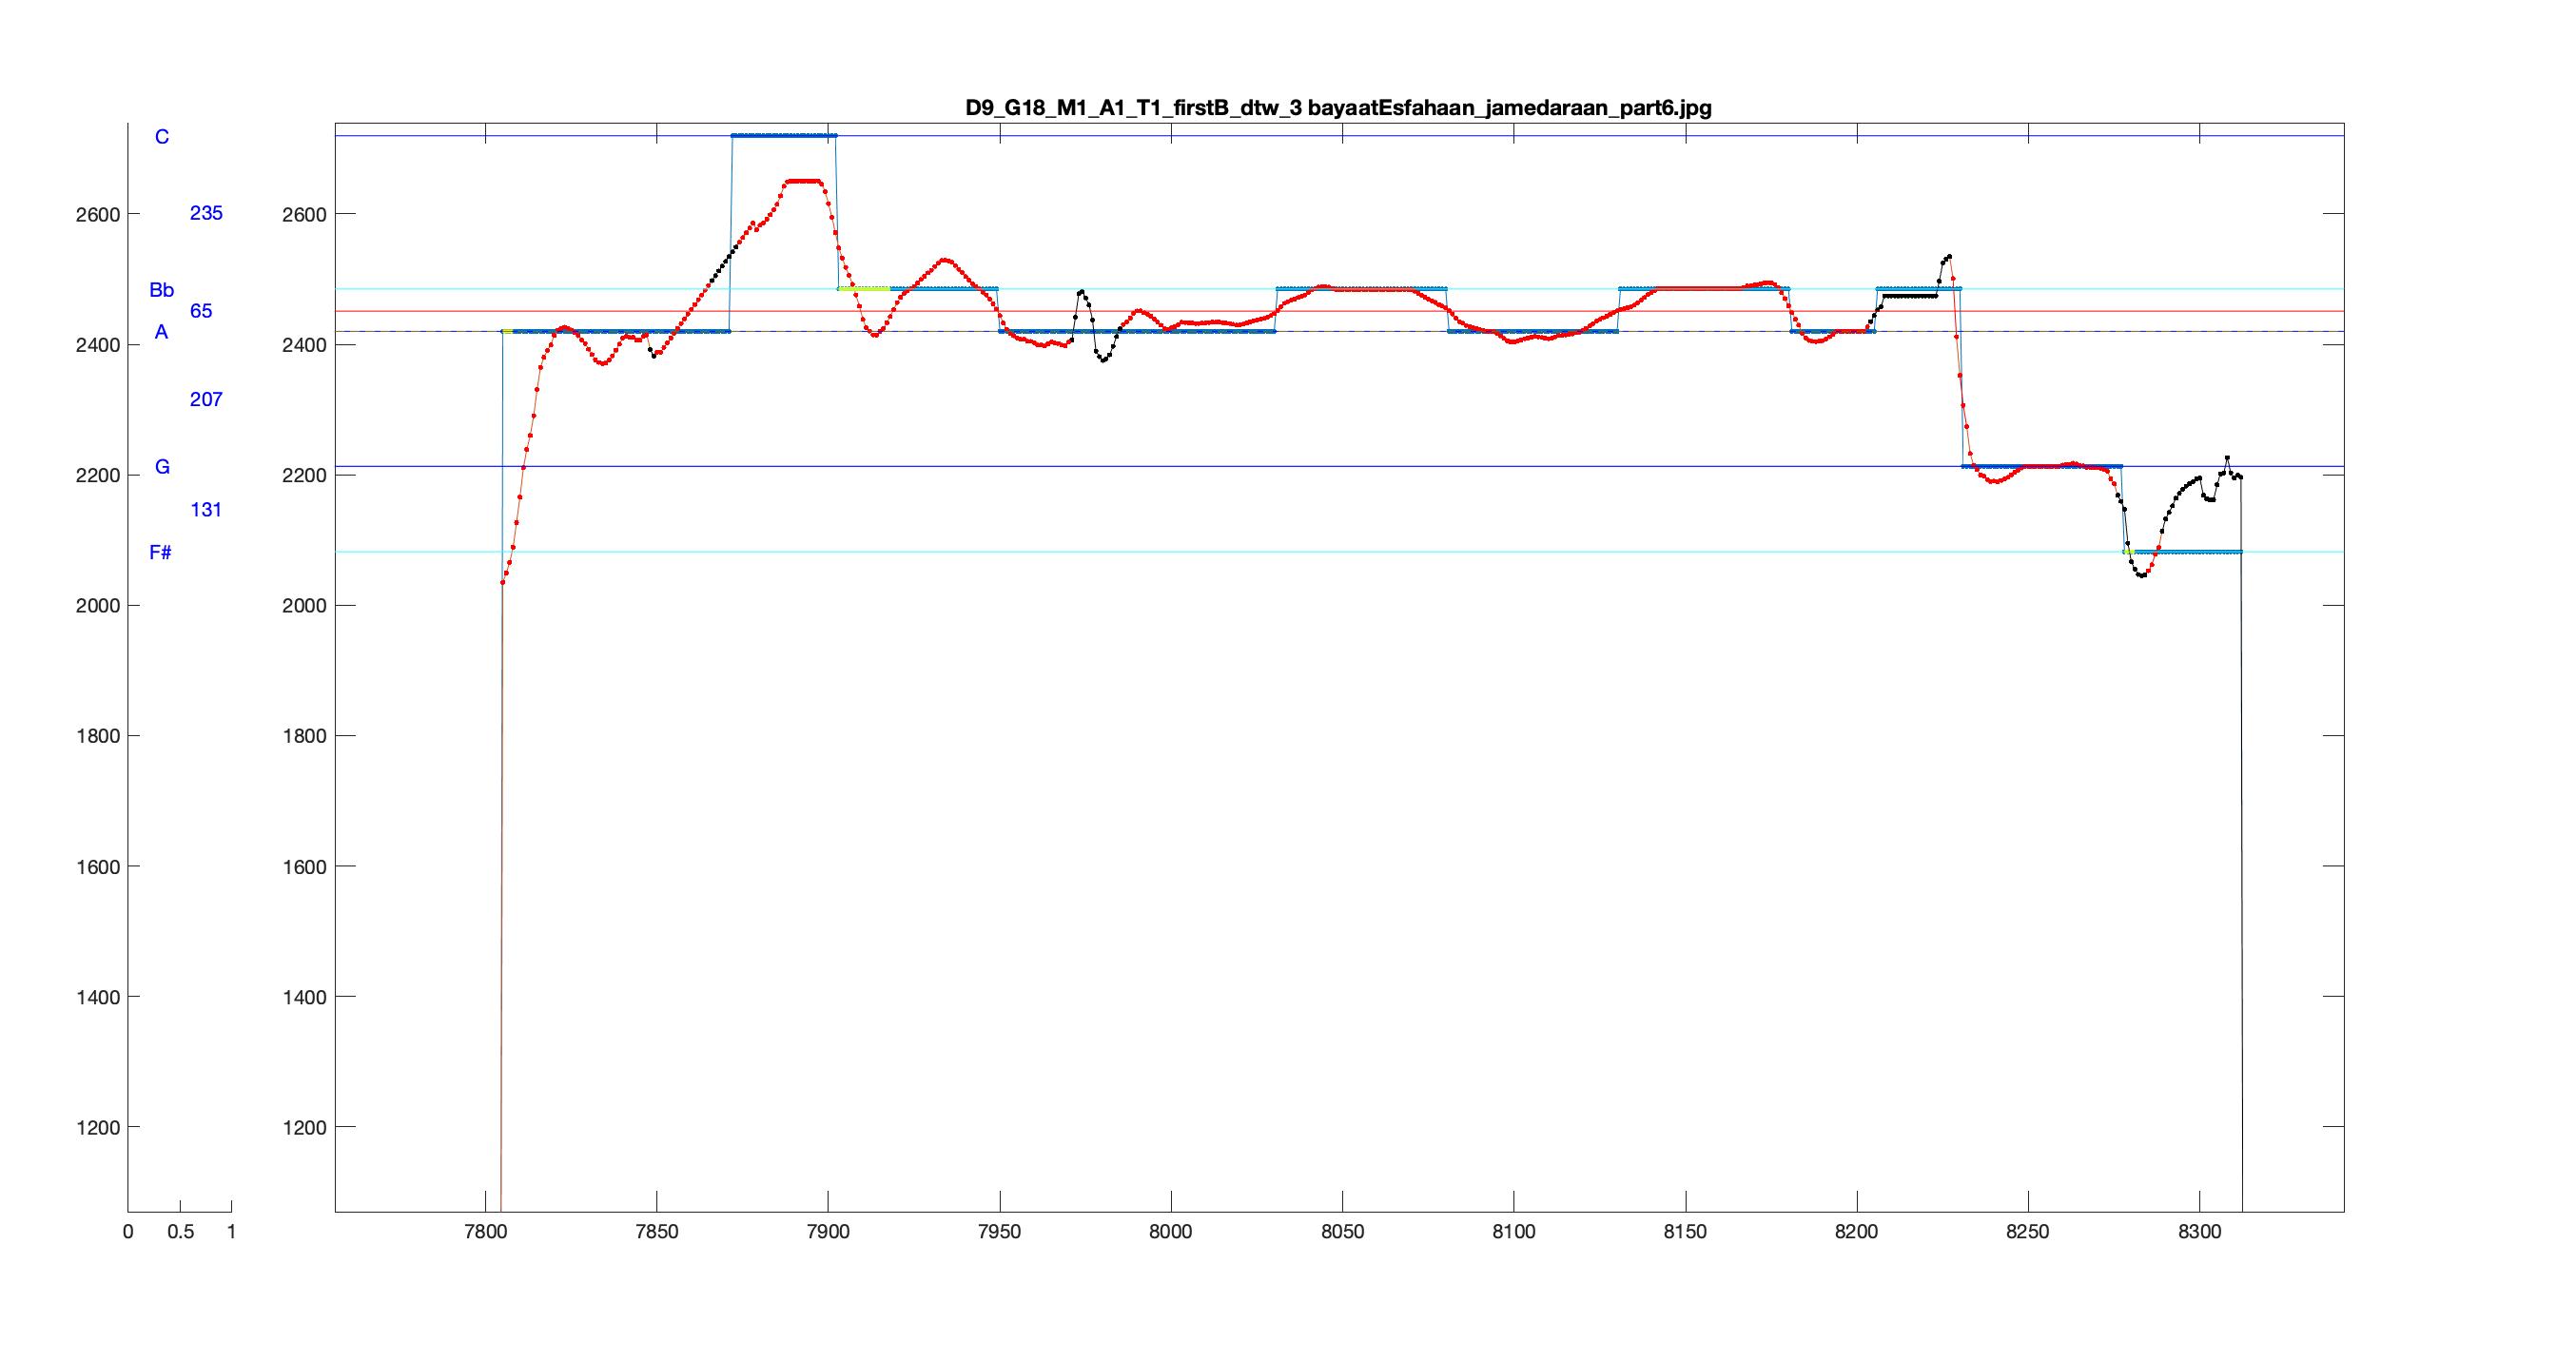 D9_G18_M1_A1_T1_firstB_dtw_3 bayaatEsfahaan_jamedaraan_part6.jpg
C
2600 235 2600
Bb
65
A
2400 2400
207
G
2200 2200
131
F#
2000 2000
1800 1800
1600 1600
1400 1400
1200 1200
0 0.5 1 7800 7850 7900 7950 8000 8050 8100 8150 8200 8250 8300